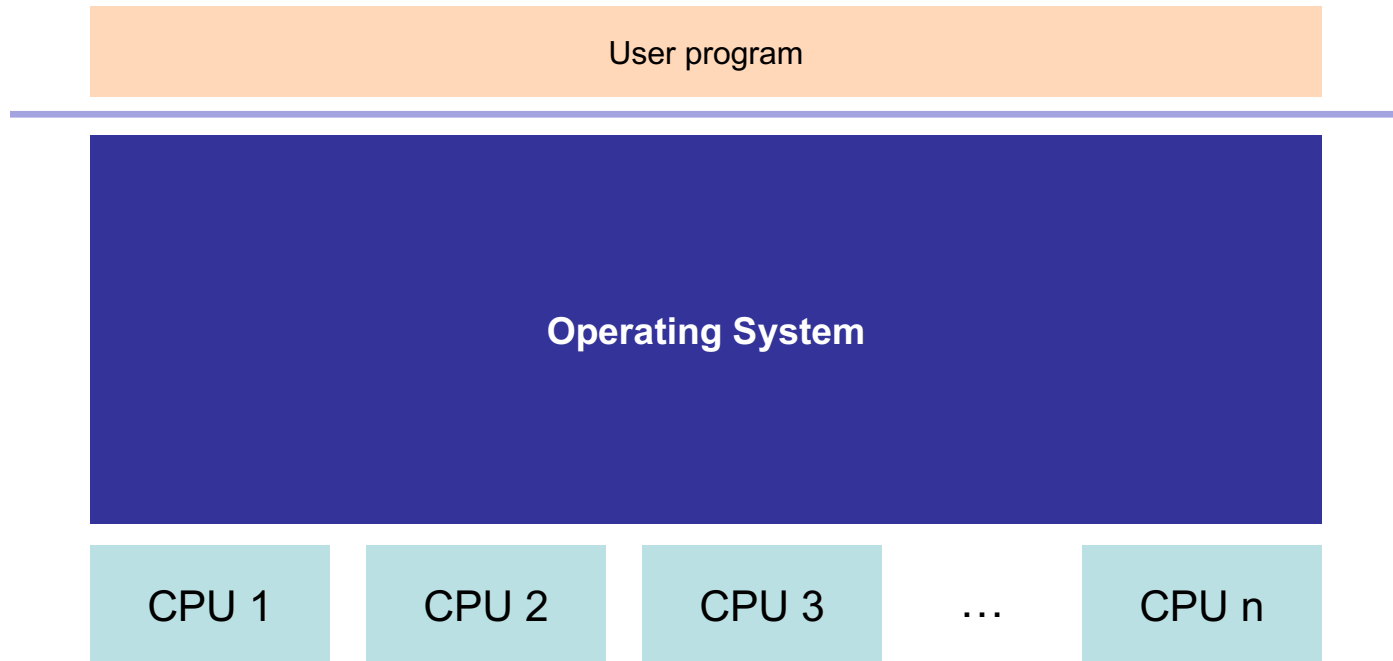 User program
Operating System
CPU 1 CPU 2 CPU 3 … CPU n